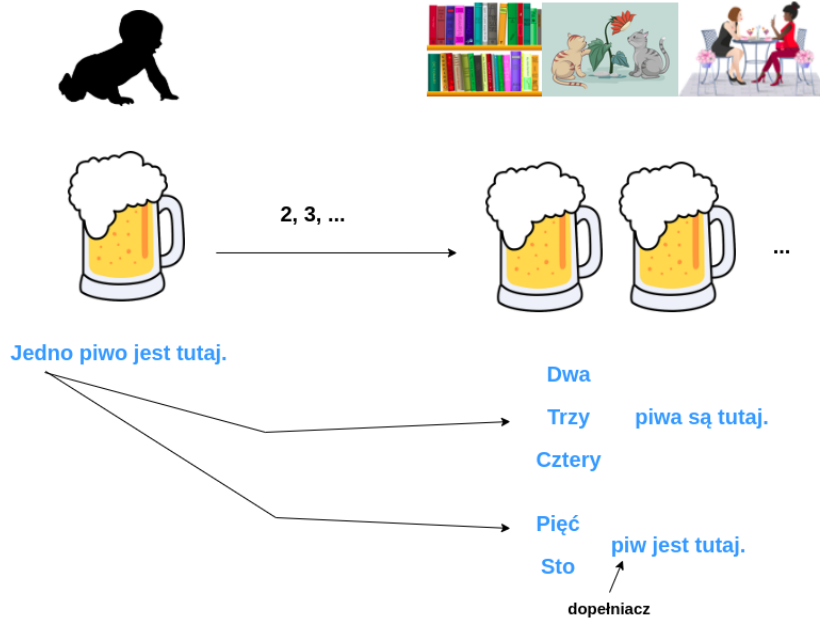 2, 3, ...
...
Jedno piwo jest tutaj.
Dwa
Trzy
piwa są tutaj.
Cztery
Pięć
piw jest tutaj.
Sto
dopełniacz